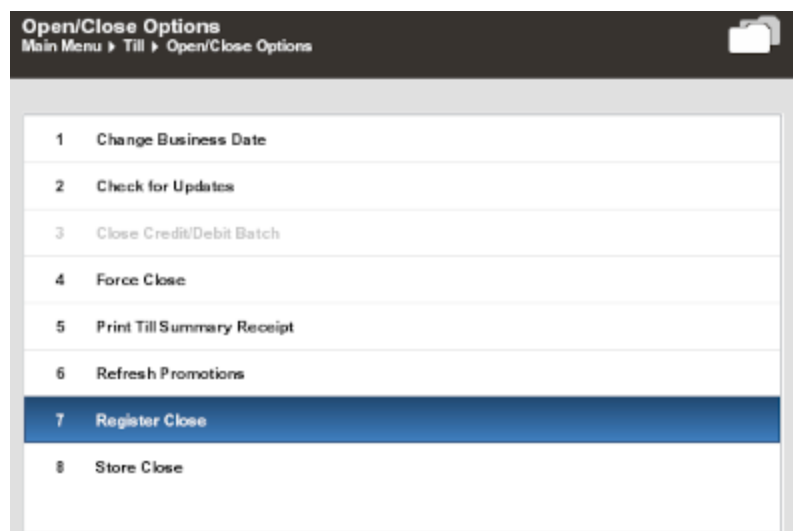 Open/Close Options
Main Menu ▸ Till ▸ Open/Close Options
1 Change Business Date
2 Check for Updates
3 Close Credit/Debit Batch
4 Force Close
5 Print Till Summary Receipt
6 Refresh Promotions
7 Register Close
8 Store Close